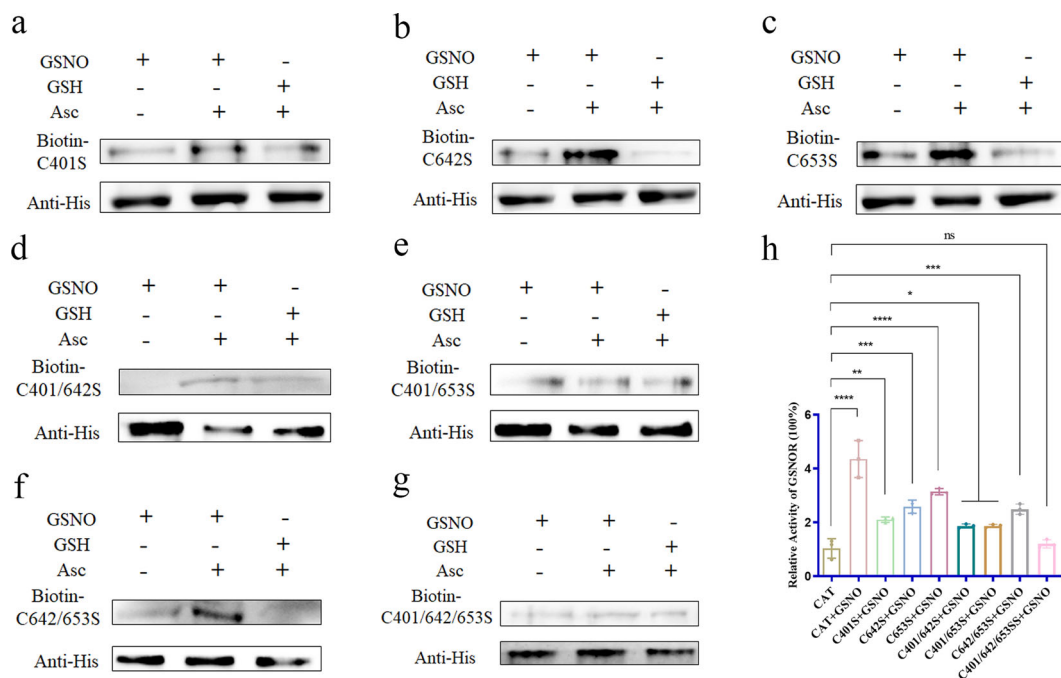 a
GSNO + + -
GSH - - +
Asc - + +
Biotin-
C401S
Anti-His
b
GSNO + + -
GSH - - +
Asc - + +
Biotin-
C642S
Anti-His
c
GSNO + + -
GSH - - +
Asc - + +
Biotin-
C653S
Anti-His
d
GSNO + + -
GSH - - +
Asc - + +
Biotin-
C401/642S
Anti-His
e
GSNO + + -
GSH - - +
Asc - + +
Biotin-
C401/653S
Anti-His
f
GSNO + + -
GSH - - +
Asc - + +
Biotin-
C642/653S
Anti-His
g
GSNO + + -
GSH - - +
Asc - + +
Biotin-
C401/642/653S
Anti-His
h
ns
***
*
****
***
**
****
Relative Activity of GSNOR (100%)
6
4
2
0
CAT
CAT+GSNO
C401S+GSNO
C642S+GSNO
C653S+GSNO
C401/642S+GSNO
C401/653S+GSNO
C642/653S+GSNO
C401/642/653SS+GSNO